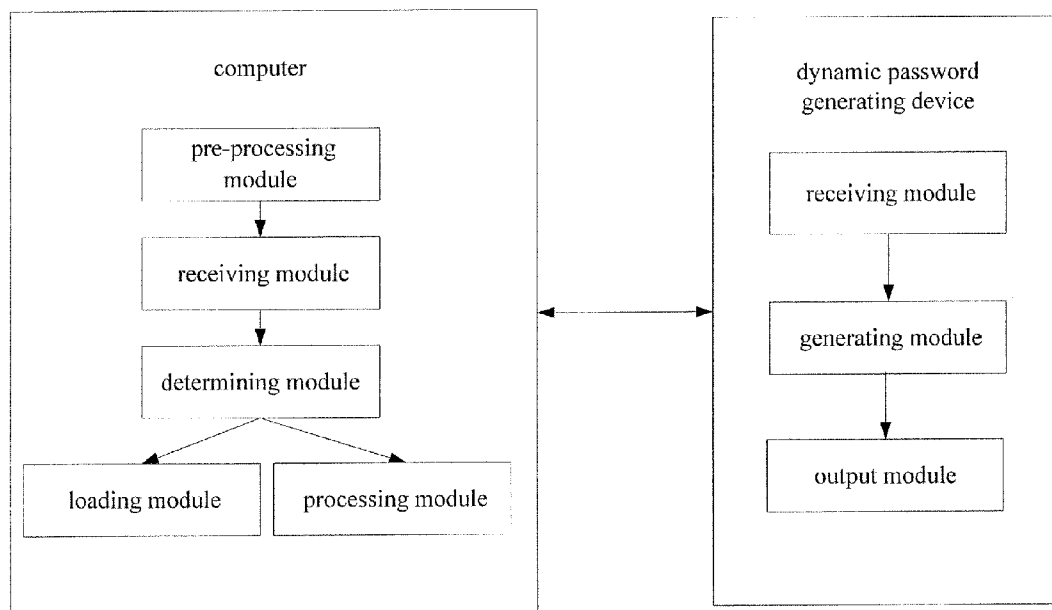 computer
pre-processing
module
receiving module
determining module
loading module
processing module
dynamic password
generating device
receiving module
generating module
output module